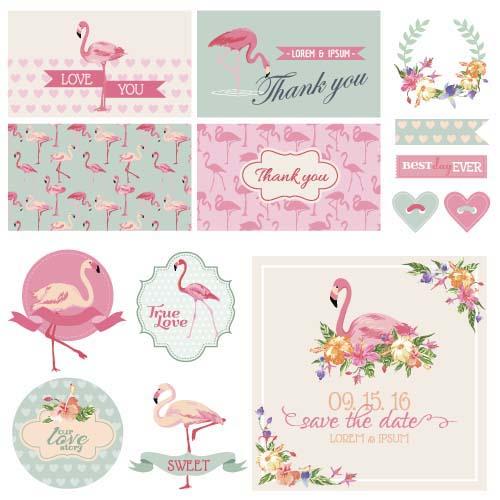 LOVE YOU
LOREM & IPSUM
Thank you
Thank you
BEST day EVER
True
Love
our
love
story
SWEET
09. 15. 16
save the date
LOREM & IPSUM